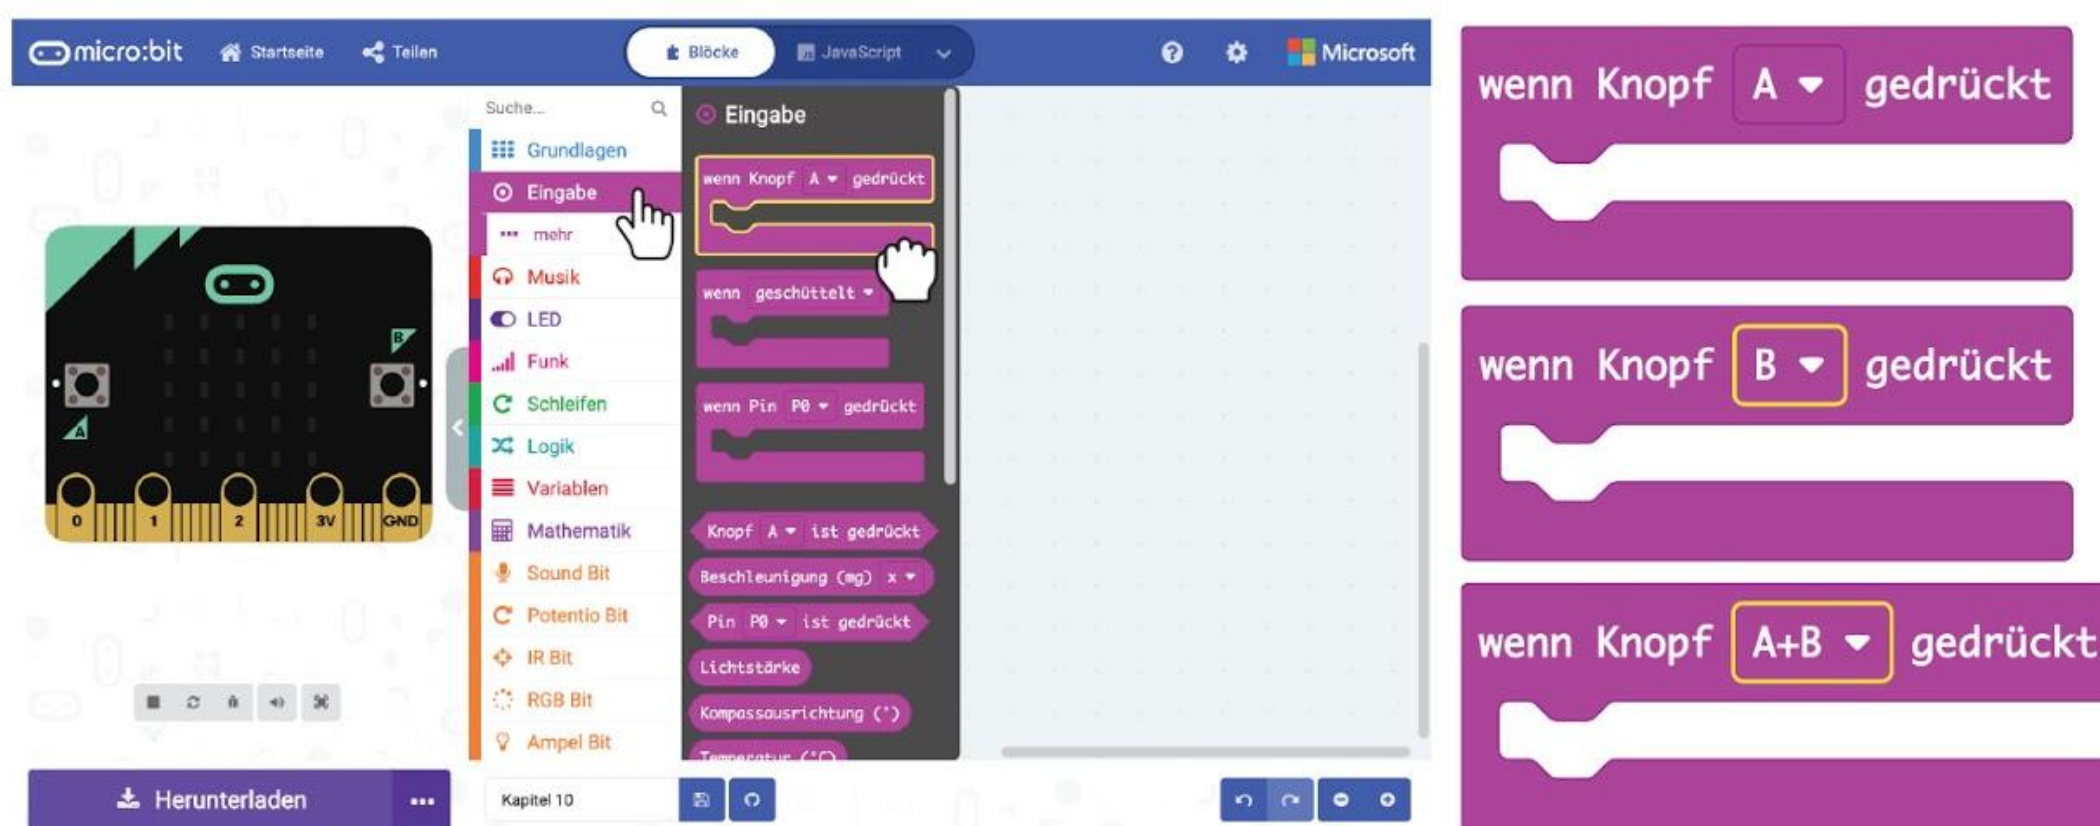 micro:bit Startseite Teilen Blöcke JavaScript Microsoft
Suche...
Grundlagen
Eingabe
mehr
Musik
LED
Funk
Schleifen
Logik
Variablen
Mathematik
Sound Bit
Potentio Bit
IR Bit
RGB Bit
Ampel Bit
Eingabe
wenn Knopf A gedrückt
wenn geschüttelt
wenn Pin P0 gedrückt
Knopf A ist gedrückt
Beschleunigung (mg) x
Pin P0 ist gedrückt
Lichtstärke
Kompassausrichtung (°)
Temperatur (°C)
B
A
0 1 2 3V GND
Herunterladen
Kapitel 10
wenn Knopf A gedrückt
wenn Knopf B gedrückt
wenn Knopf A+B gedrückt